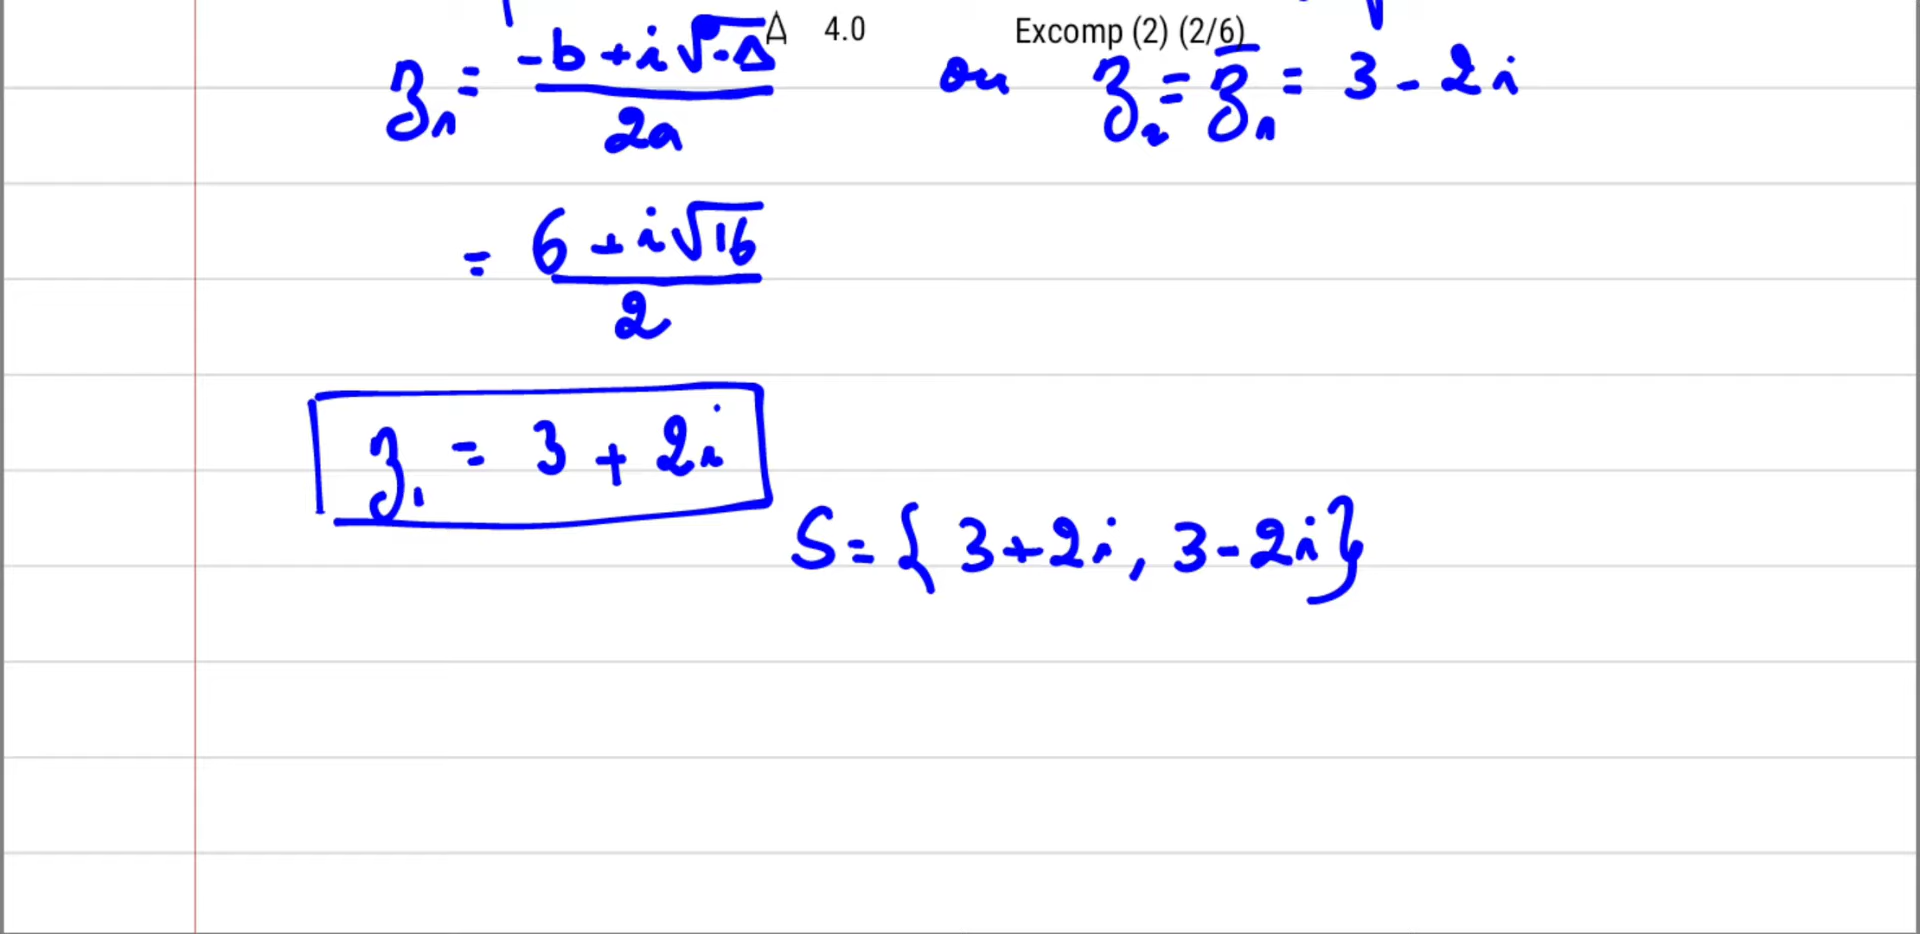 Δ 4.0 Excomp (2) (2/6)
z₁ = (-b + i√-Δ)/2a ou z₂ = z̄₁ = 3 - 2i
= (6 + i√16)/2
z₁ = 3 + 2i
S = { 3+2i, 3-2i}